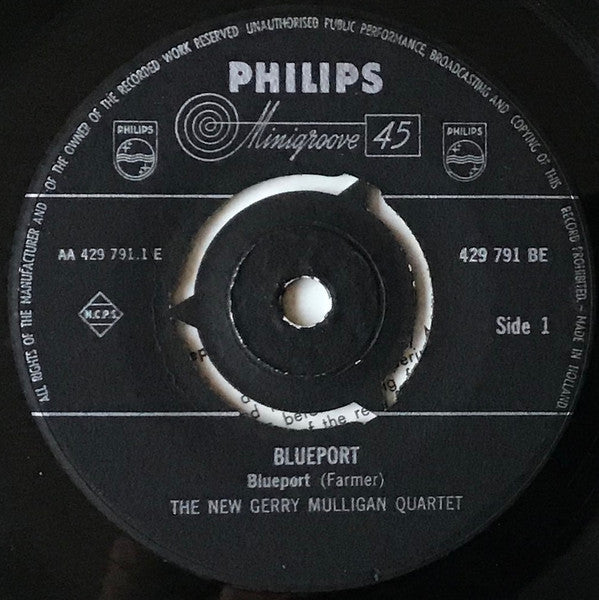 ALL RIGHTS OF THE MANUFACTURER AND OF THE OWNER OF THE RECORDED WORK RESERVED UNAUTHORISED PUBLIC PERFORMANCE, BROADCASTING AND COPYING OF THIS RECORD PROHIBITED. - MADE IN HOLLAND
PHILIPS
Minigroove 45
PHILIPS
PHILIPS
AA 429 791.1 E
429 791 BE
N.C.P.S.
Side 1
of the
BLUEPORT
Blueport (Farmer)
THE NEW GERRY MULLIGAN QUARTET